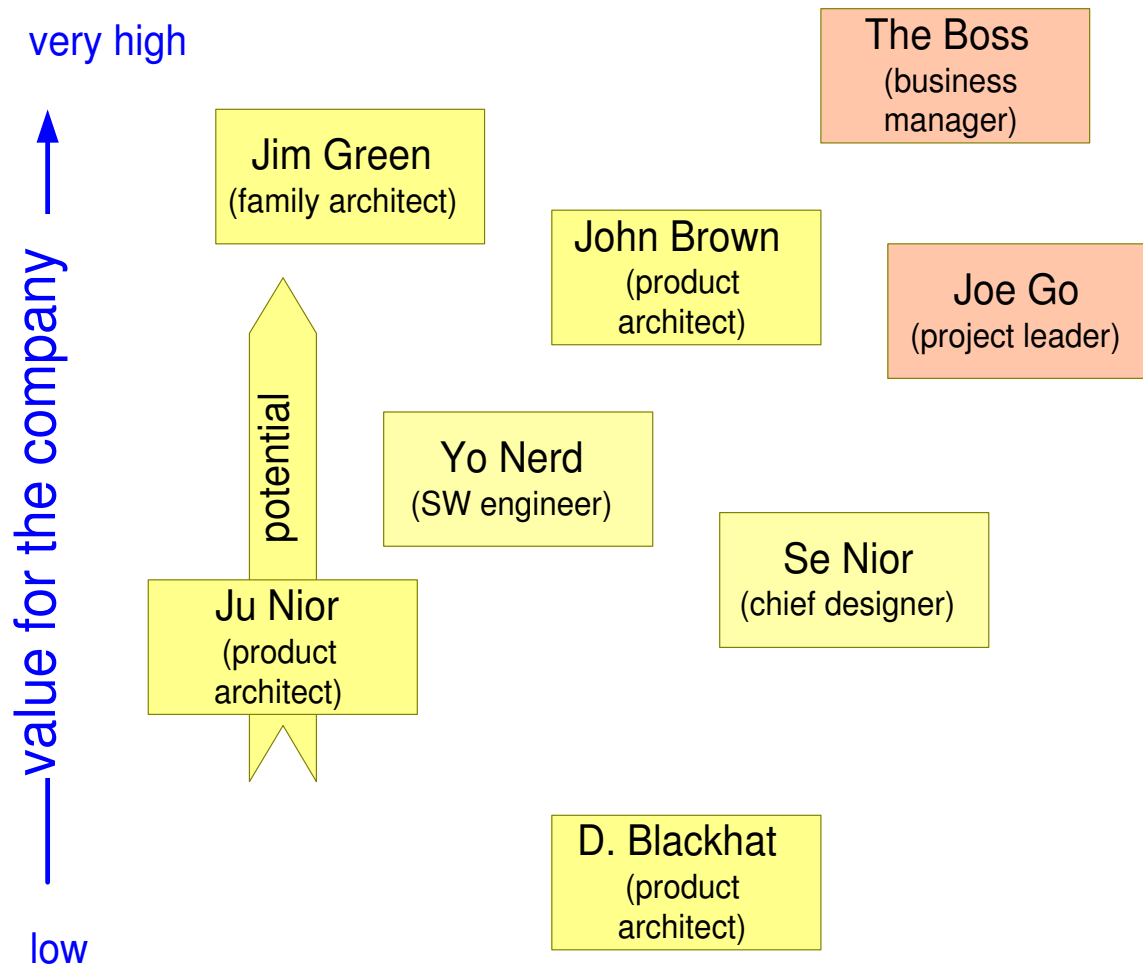 very high
The Boss
(business
manager)
Jim Green
(family architect)
John Brown
(product
architect)
Joe Go
(project leader)
value for the company
potential
Yo Nerd
(SW engineer)
Se Nior
(chief designer)
Ju Nior
(product
architect)
D. Blackhat
(product
architect)
low